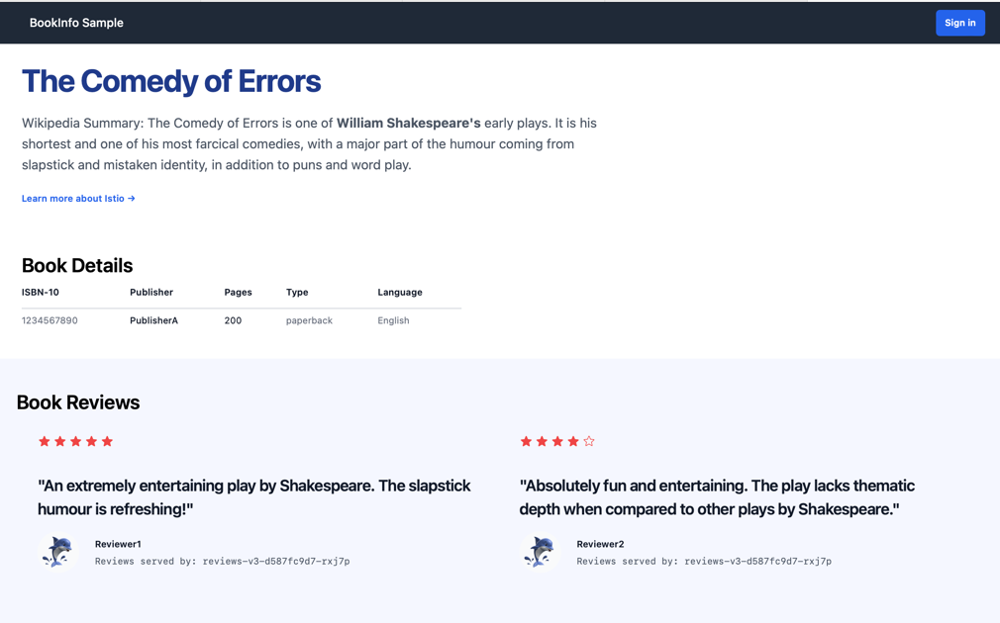 BookInfo Sample
Sign in
The Comedy of Errors
Wikipedia Summary: The Comedy of Errors is one of William Shakespeare's early plays. It is his
shortest and one of his most farcical comedies, with a major part of the humour coming from
slapstick and mistaken identity, in addition to puns and word play.
Learn more about Istio →
Book Details
ISBN-10 Publisher Pages Type Language
1234567890 PublisherA 200 paperback English
Book Reviews
"An extremely entertaining play by Shakespeare. The slapstick
humour is refreshing!"
Reviewer1
Reviews served by: reviews-v3-d587fc9d7-rxj7p
"Absolutely fun and entertaining. The play lacks thematic
depth when compared to other plays by Shakespeare."
Reviewer2
Reviews served by: reviews-v3-d587fc9d7-rxj7p